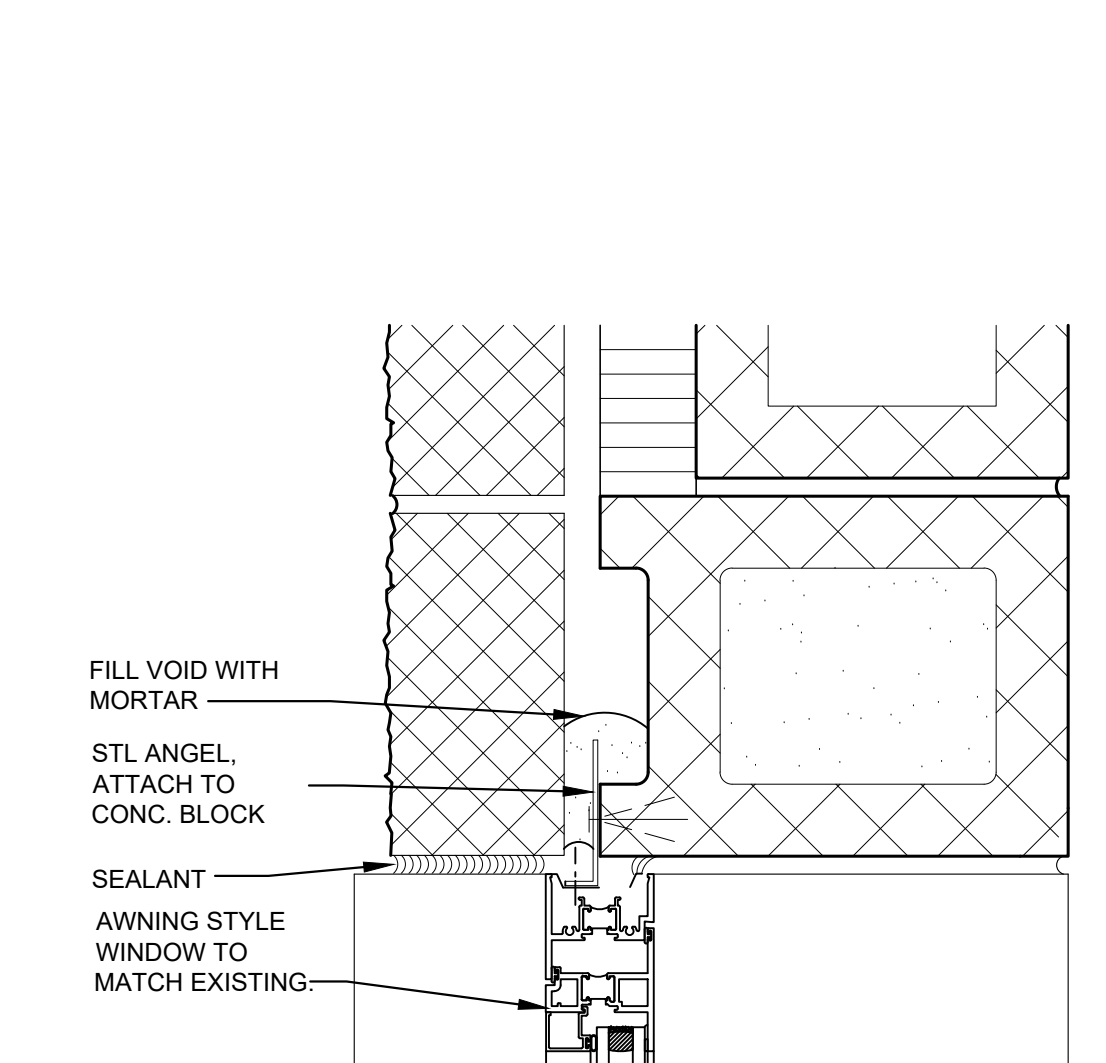 FILL VOID WITH
MORTAR
STL ANGEL,
ATTACH TO
CONC. BLOCK
SEALANT
AWNING STYLE
WINDOW TO
MATCH EXISTING.